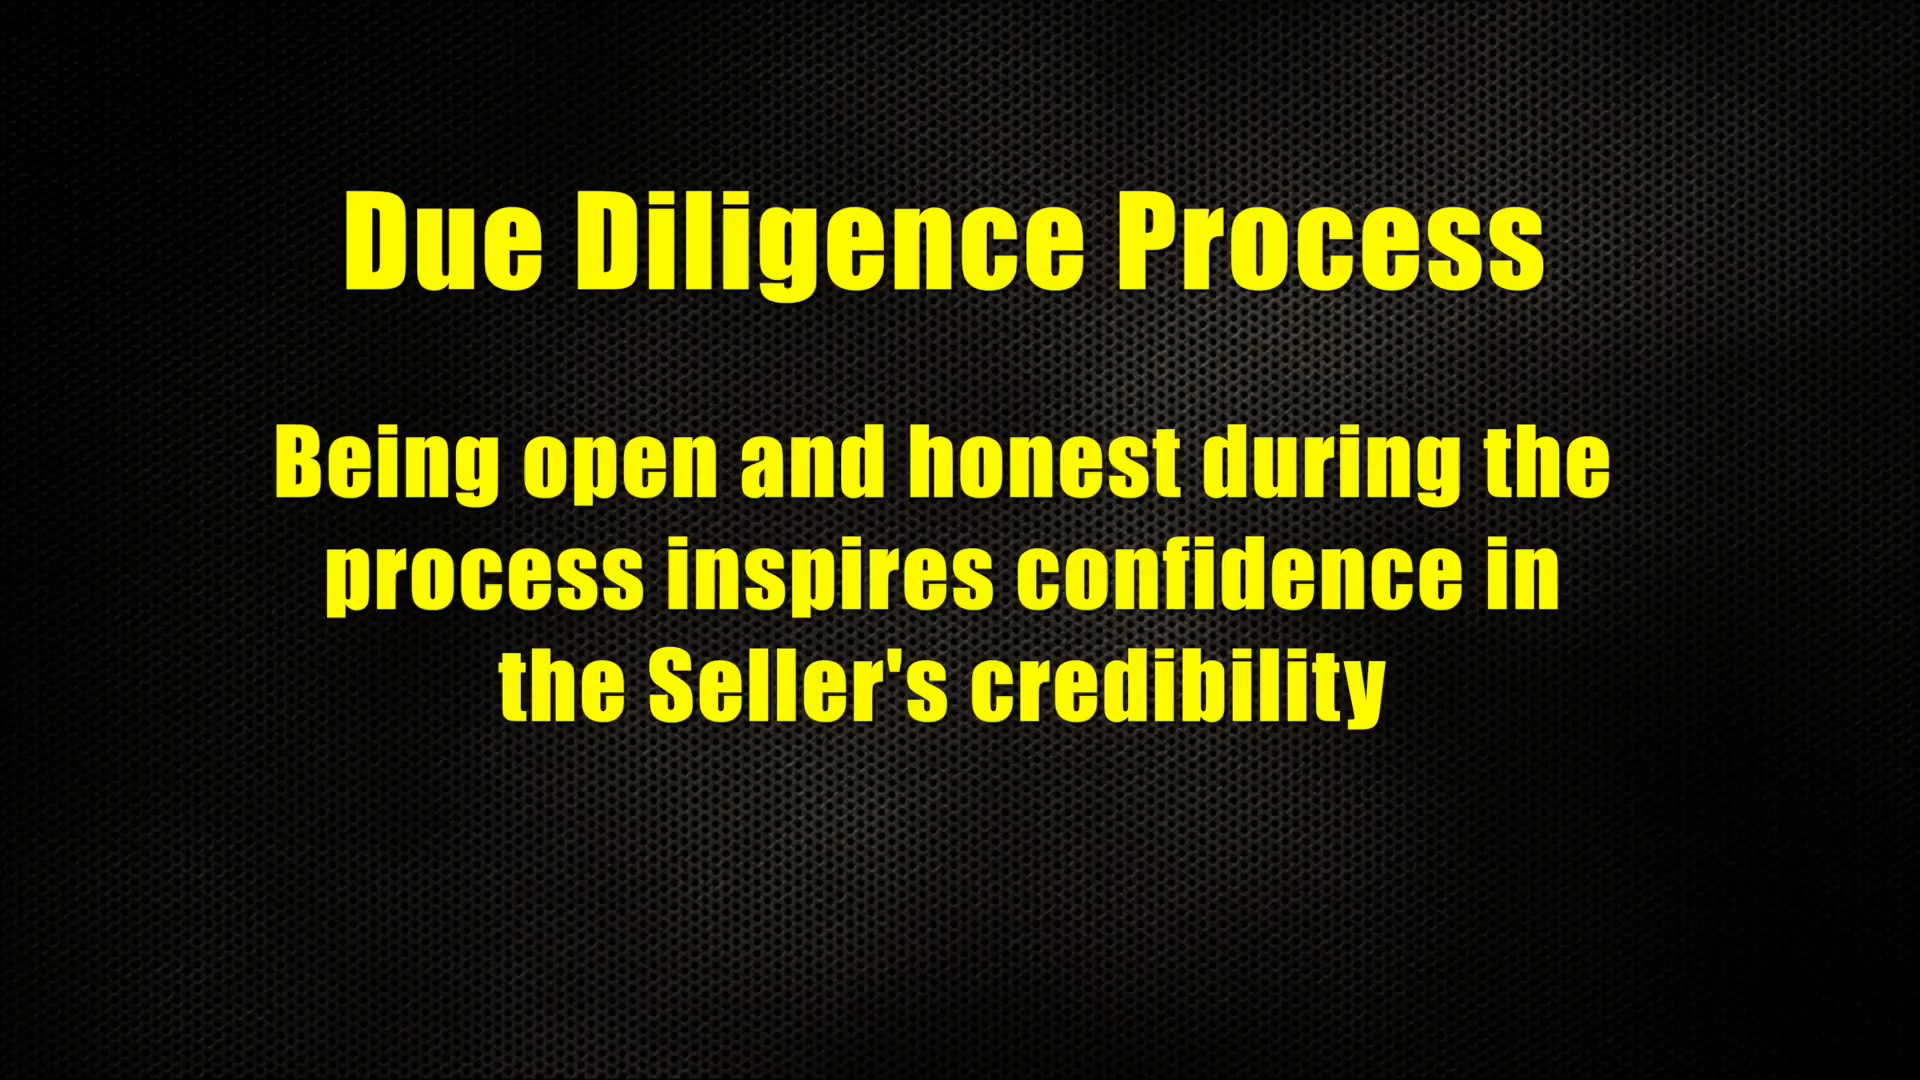 Due Diligence Process
Being open and honest during the
process inspires confidence in
the Seller's credibility